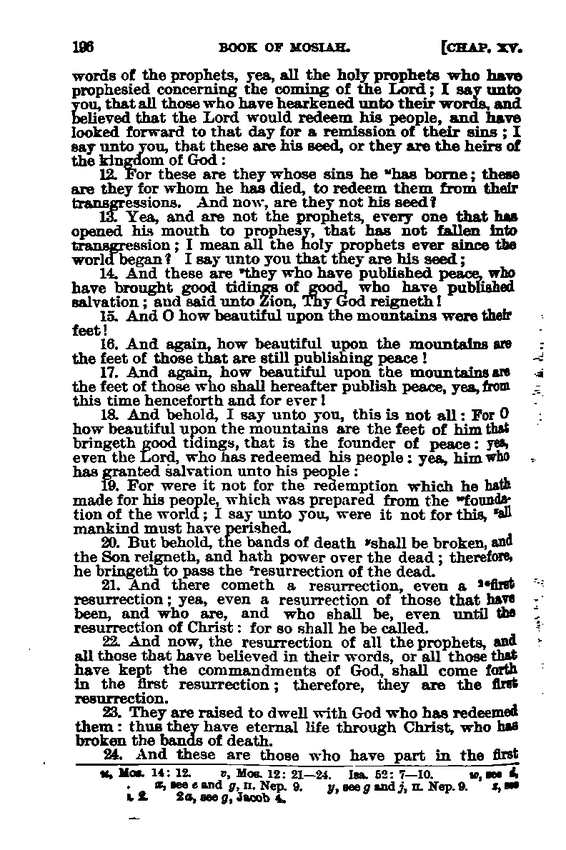 196 BOOK OF MOSIAH. [CHAP. XV.
words of the prophets, yea, all the holy prophets who have
prophesied concerning the coming of the Lord; I say unto
you, that all those who have hearkened unto their words, and
believed that the Lord would redeem his people, and have
looked forward to that day for a remission of their sins; I
say unto you, that these are his seed, or they are the heirs of
the kingdom of God:
12. For these are they whose sins he ᵘhas borne; these
are they for whom he has died, to redeem them from their
transgressions. And now, are they not his seed?
13. Yea, and are not the prophets, every one that has
opened his mouth to prophesy, that has not fallen into
transgression; I mean all the holy prophets ever since the
world began? I say unto you that they are his seed;
14. And these are ᵛthey who have published peace, who
have brought good tidings of good, who have published
salvation; and said unto Zion, Thy God reigneth!
15. And O how beautiful upon the mountains were their
feet!
16. And again, how beautiful upon the mountains are
the feet of those that are still publishing peace!
17. And again, how beautiful upon the mountains are
the feet of those who shall hereafter publish peace, yea, from
this time henceforth and for ever!
18. And behold, I say unto you, this is not all: For O
how beautiful upon the mountains are the feet of him that
bringeth good tidings, that is the founder of peace: yea,
even the Lord, who has redeemed his people: yea, him who
has granted salvation unto his people:
19. For were it not for the redemption which he hath
made for his people, which was prepared from the ʷfounda-
tion of the world; I say unto you, were it not for this, ˣall
mankind must have perished.
20. But behold, the bands of death ʸshall be broken, and
the Son reigneth, and hath power over the dead; therefore,
he bringeth to pass the ᶻresurrection of the dead.
21. And there cometh a resurrection, even a ²ᵃfirst
resurrection; yea, even a resurrection of those that have
been, and who are, and who shall be, even until the
resurrection of Christ: for so shall he be called.
22. And now, the resurrection of all the prophets, and
all those that have believed in their words, or all those that
have kept the commandments of God, shall come forth
in the first resurrection; therefore, they are the first
resurrection.
23. They are raised to dwell with God who has redeemed
them: thus they have eternal life through Christ, who has
broken the bands of death.
24. And these are those who have part in the first
u, Mos. 14: 12. v, Mos. 12: 21—24. Isa. 52: 7—10. w, see d,
x, see e and g, II. Nep. 9. y, see g and j, II. Nep. 9. z, see
2a, see g, Jacob 4.